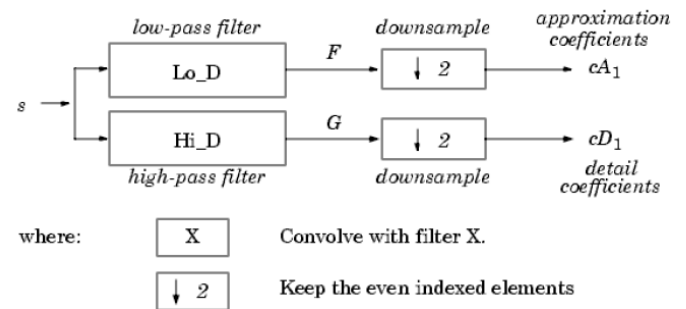 low-pass filter
downsample
approximation
coefficients
Lo_D
F
↓ 2
cA₁
s
Hi_D
G
↓ 2
cD₁
high-pass filter
downsample
detail
coefficients
where:
X
Convolve with filter X.
↓ 2
Keep the even indexed elements